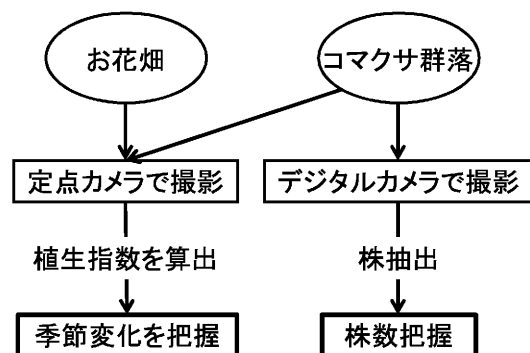 お花畑
コマクサ群落
定点カメラで撮影
デジタルカメラで撮影
植生指数を算出
株抽出
季節変化を把握
株数把握